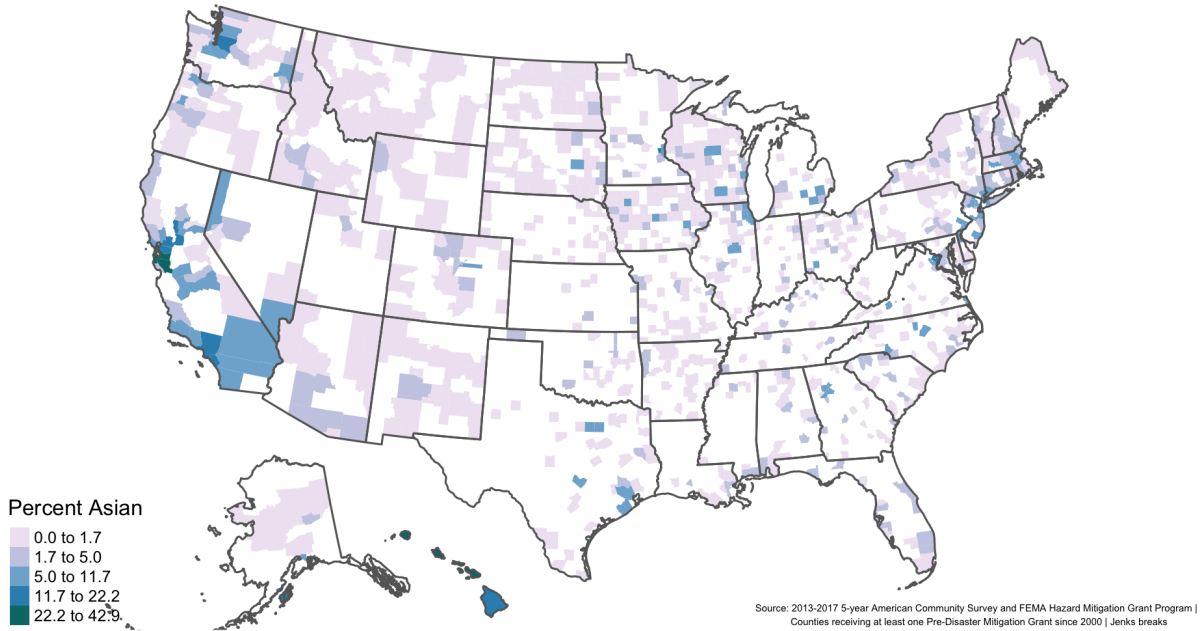 Percent Asian
0.0 to 1.7
1.7 to 5.0
5.0 to 11.7
11.7 to 22.2
22.2 to 42.9
Source: 2013-2017 5-year American Community Survey and FEMA Hazard Mitigation Grant Program |
Counties receiving at least one Pre-Disaster Mitigation Grant since 2000 | Jenks breaks